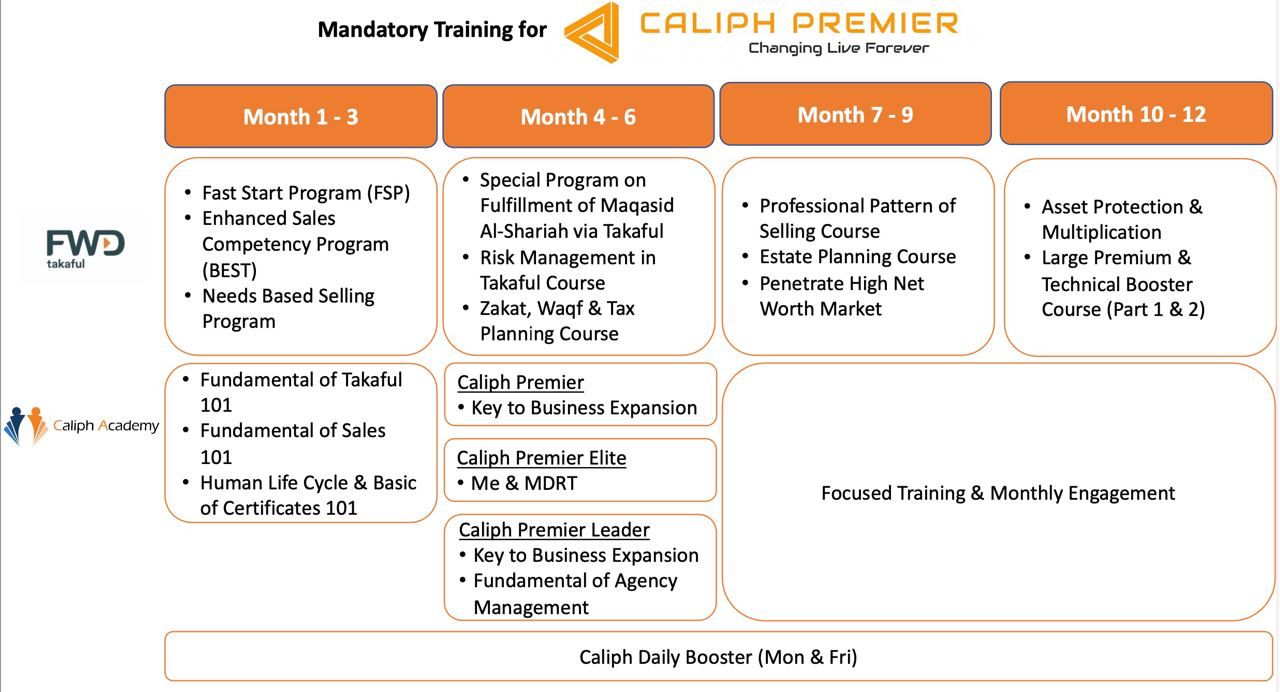 Mandatory Training for
CALIPH PREMIER
Changing Live Forever
Month 1 - 3
Month 4 - 6
Month 7 - 9
Month 10 - 12
FWD
takaful
• Fast Start Program (FSP)
• Enhanced Sales
Competency Program
(BEST)
• Needs Based Selling
Program
• Special Program on
Fulfillment of Maqasid
Al-Shariah via Takaful
• Risk Management in
Takaful Course
• Zakat, Waqf & Tax
Planning Course
• Professional Pattern of
Selling Course
• Estate Planning Course
• Penetrate High Net
Worth Market
• Asset Protection &
Multiplication
• Large Premium &
Technical Booster
Course (Part 1 & 2)
Caliph Academy
• Fundamental of Takaful
101
• Fundamental of Sales
101
• Human Life Cycle & Basic
of Certificates 101
Caliph Premier
• Key to Business Expansion
Caliph Premier Elite
• Me & MDRT
Caliph Premier Leader
• Key to Business Expansion
• Fundamental of Agency
Management
Focused Training & Monthly Engagement
Caliph Daily Booster (Mon & Fri)